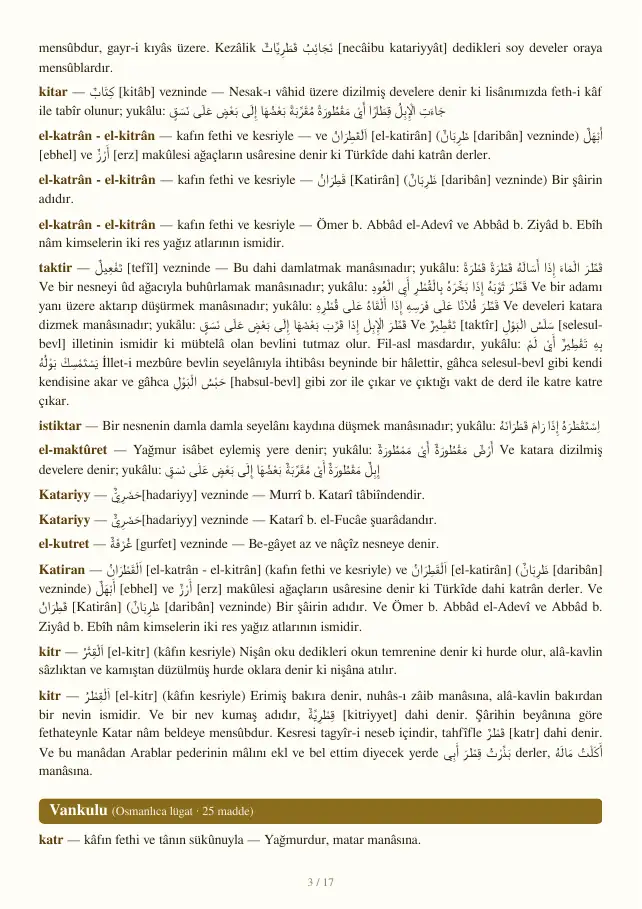 mensûbdur, gayr-i kıyâs üzere. Kezâlik نَجَائِبُ قَطَرِيَّاتٌ [necâibu katariyyât] dedikleri soy develer oraya
mensûblardır.
kitar — كِتَابٌ [kitâb] vezninde — Nesak-ı vâhid üzere dizilmiş develere denir ki lisânımızda feth-i kâf
ile tabîr olunur; yukâlu: جَاءَتِ الْإِبِلُ قِطَارًا أَيْ مَقْطُورَةً مُقَرَّبَةً بَعْضُهَا إِلَى بَعْضٍ عَلَى نَسَقٍ
el-katrân - el-kitrân — kafın fethi ve kesriyle — ve اَلْقَطِرَانُ [el-katirân] (ظَرِبَانٌ [daribân] vezninde) أَبْهَلٌ
[ebhel] ve أَرْزٌ [erz] makûlesi ağaçların usâresine denir ki Türkîde dahi katrân derler.
el-katrân - el-kitrân — kafın fethi ve kesriyle — قَطِرَانُ [Katirân] (ظَرِبَانٌ [daribân] vezninde) Bir şâirin
adıdır.
el-katrân - el-kitrân — kafın fethi ve kesriyle — Ömer b. Abbâd el-Adevî ve Abbâd b. Ziyâd b. Ebîh
nâm kimselerin iki res yağız atlarının ismidir.
taktir — تَفْعِيلٌ [tefîl] vezninde — Bu dahi damlatmak manâsınadır; yukâlu: قَطَّرَ الْمَاءَ إِذَا أَسَالَهُ قَطْرَةً قَطْرَةً
Ve bir nesneyi ûd ağacıyla buhûrlamak manâsınadır; yukâlu: قَطَّرَ ثَوْبَهُ إِذَا بَخَّرَهُ بِالْقُطْرِ أَيِ الْعُودِ Ve bir adamı
yanı üzere aktarıp düşürmek manâsınadır; yukâlu: قَطَّرَ فُلَانًا عَلَى فَرَسِهِ إِذَا أَلْقَاهُ عَلَى قُطْرِهِ Ve develeri katara
dizmek manâsınadır; yukâlu: قَطَّرَ الْإِبِلَ إِذَا قَرَّبَ بَعْضَهَا إِلَى بَعْضٍ عَلَى نَسَقٍ Ve تَقْطِيرٌ [taktîr] سَلَسُ الْبَوْلِ [selesul-
bevl] illetinin ismidir ki mübtelâ olan bevlini tutmaz olur. Fil-asl masdardır, yukâlu: بِهِ تَقْطِيرٌ أَيْ لَمْ
يَسْتَمْسِكْ بَوْلُهُ İllet-i mezbûre bevlin seyelânıyla ihtibâsı beyninde bir hâlettir, gâhca selesul-bevl gibi kendi
kendisine akar ve gâhca حَبْسُ الْبَوْلِ [habsul-bevl] gibi zor ile çıkar ve çıktığı vakt de derd ile katre katre
çıkar.
istiktar — Bir nesnenin damla damla seyelânı kaydına düşmek manâsınadır; yukâlu: اِسْتَقْطَرَهُ إِذَا رَامَ قَطَرَانَهُ
el-maktûret — Yağmur isâbet eylemiş yere denir; yukâlu: أَرْضٌ مَقْطُورَةٌ أَيْ مَمْطُورَةٌ Ve katara dizilmiş
develere denir; yukâlu: إِبِلٌ مَقْطُورَةٌ أَيْ مُقَرَّبَةٌ بَعْضُهَا إِلَى بَعْضٍ عَلَى نَسَقٍ
Katariyy — حَضَرِيٌّ[hadariyy] vezninde — Murrî b. Katarî tâbiîndendir.
Katariyy — حَضَرِيٌّ[hadariyy] vezninde — Katarî b. el-Fucâe şuarâdandır.
el-kutret — غُرْفَةٌ [gurfet] vezninde — Be-gâyet az ve nâçîz nesneye denir.
Katiran — اَلْقَطْرَانُ [el-katrân - el-kitrân] (kafın fethi ve kesriyle) ve اَلْقَطِرَانُ [el-katirân] (ظَرِبَانٌ [daribân]
vezninde) أَبْهَلٌ [ebhel] ve أَرْزٌ [erz] makûlesi ağaçların usâresine denir ki Türkîde dahi katrân derler. Ve
قَطِرَانُ [Katirân] (ظَرِبَانٌ [daribân] vezninde) Bir şâirin adıdır. Ve Ömer b. Abbâd el-Adevî ve Abbâd b.
Ziyâd b. Ebîh nâm kimselerin iki res yağız atlarının ismidir.
kitr — اَلْقِتْرُ [el-kitr] (kâfın kesriyle) Nişân oku dedikleri okun temrenine denir ki hurde olur, alâ-kavlin
sâzlıktan ve kamıştan düzülmüş hurde oklara denir ki nişâna atılır.
kitr — اَلْقِطْرُ [el-kitr] (kâfın kesriyle) Erimiş bakıra denir, nuhâs-ı zâib manâsına, alâ-kavlin bakırdan
bir nevin ismidir. Ve bir nev kumaş adıdır, قِطْرِيَّةٌ [kitriyyet] dahi denir. Şârihin beyânına göre
fethateynle Katar nâm beldeye mensûbdur. Kesresi tagyîr-i neseb içindir, tahfîfle قَطْرٌ [katr] dahi denir.
Ve bu manâdan Arablar pederinin mâlını ekl ve bel ettim diyecek yerde بَذَرْتُ قِطْرَ أَبِي derler, أَكَلْتُ مَالَهُ
manâsına.
Vankulu (Osmanlıca lügat · 25 madde)
katr — kâfın fethi ve tânın sükûnuyla — Yağmurdur, matar manâsına.
3 / 17